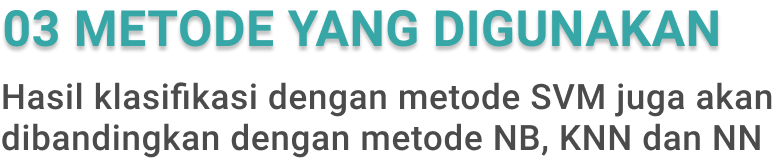 03 METODE YANG DIGUNAKAN
Hasil klasifikasi dengan metode SVM juga akan
dibandingkan dengan metode NB, KNN dan NN